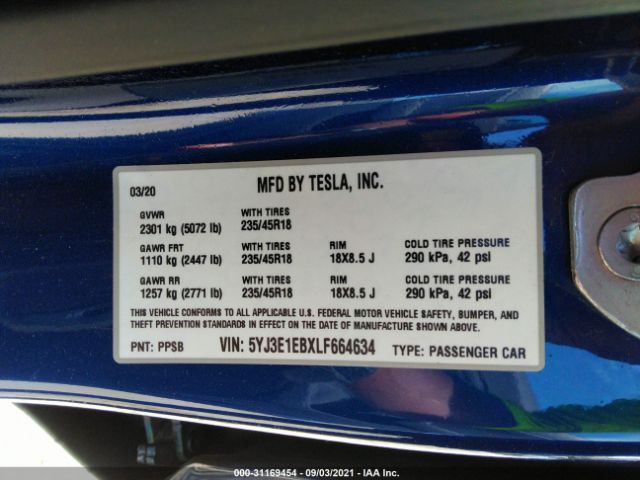 03/20 MFD BY TESLA, INC.
GVWR WITH TIRES
2301 kg (5072 lb) 235/45R18
GAWR FRT WITH TIRES RIM COLD TIRE PRESSURE
1110 kg (2447 lb) 235/45R18 18X8.5 J 290 kPa, 42 psi
GAWR RR WITH TIRES RIM COLD TIRE PRESSURE
1257 kg (2771 lb) 235/45R18 18X8.5 J 290 kPa, 42 psi
THIS VEHICLE CONFORMS TO ALL APPLICABLE U.S. FEDERAL MOTOR VEHICLE SAFETY, BUMPER, AND
THEFT PREVENTION STANDARDS IN EFFECT ON THE DATE OF MANUFACTURE SHOWN ABOVE.
PNT: PPSB VIN: 5YJ3E1EBXLF664634 TYPE: PASSENGER CAR
000-31169454 - 09/03/2021 - IAA Inc.